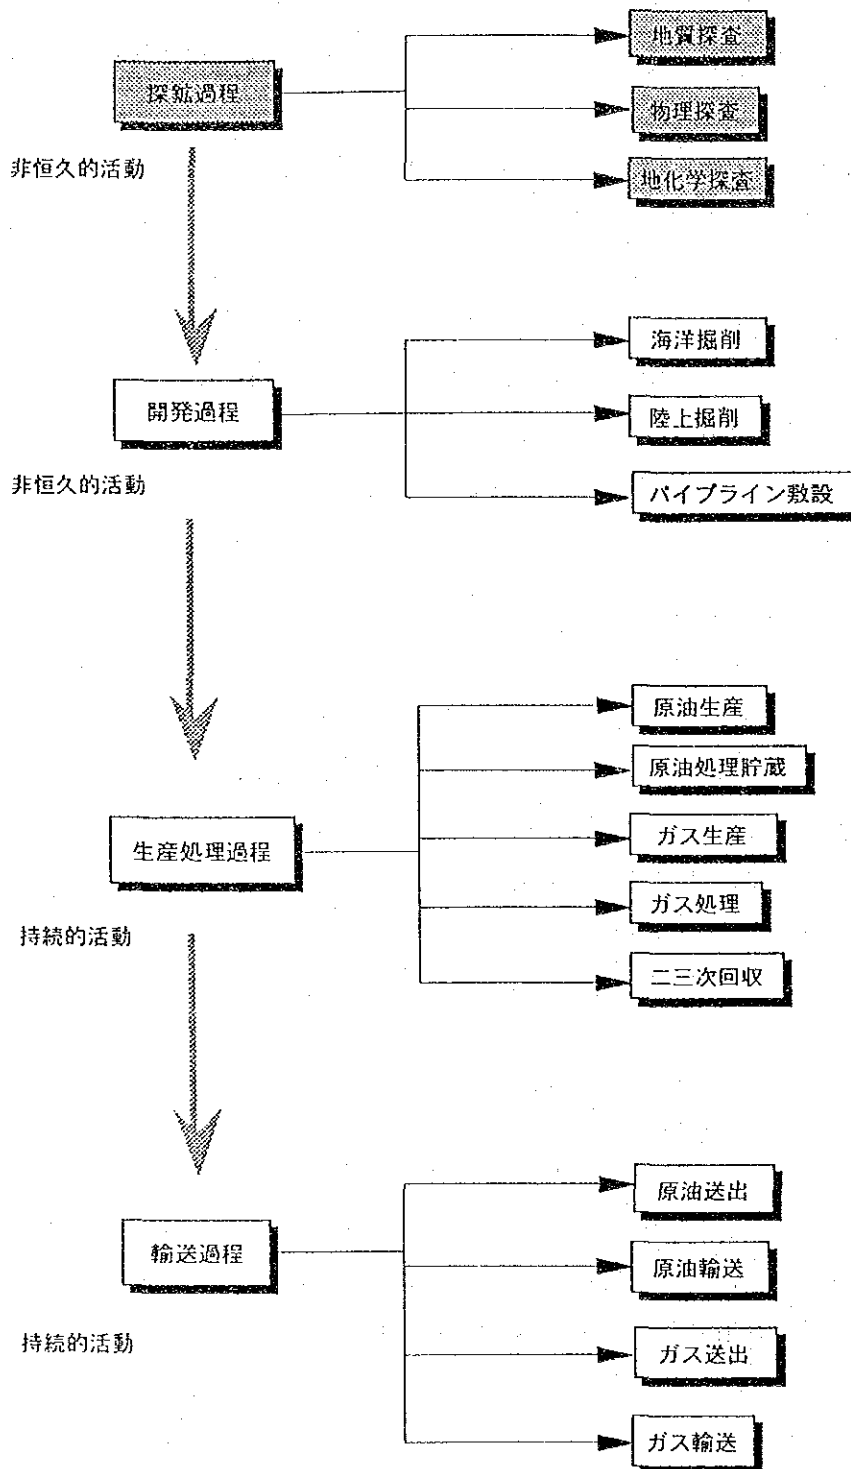 探鉱過程
非恒久的活動
地質探査
物理探査
地化学探査
開発過程
非恒久的活動
海洋掘削
陸上掘削
パイプライン敷設
生産処理過程
持続的活動
原油生産
原油処理貯蔵
ガス生産
ガス処理
二三次回収
輸送過程
持続的活動
原油送出
原油輸送
ガス送出
ガス輸送